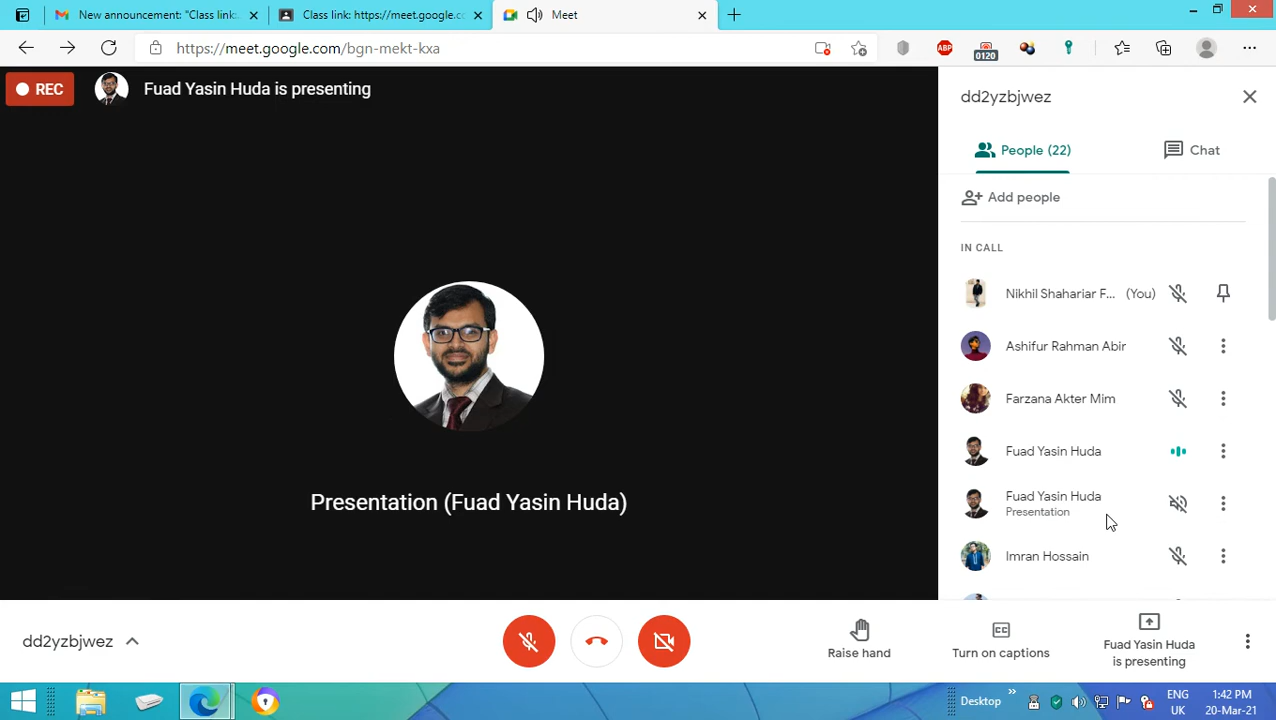 New announcement: "Class link:
Class link: https://meet.google.co
Meet
https://meet.google.com/bgn-mekt-kxa
ABP
0120
REC
Fuad Yasin Huda is presenting
Presentation (Fuad Yasin Huda)
dd2yzbjwez
People (22)
Chat
Add people
IN CALL
Nikhil Shahariar F... (You)
Ashifur Rahman Abir
Farzana Akter Mim
Fuad Yasin Huda
Fuad Yasin Huda
Presentation
Imran Hossain
dd2yzbjwez
Raise hand
Turn on captions
Fuad Yasin Huda
is presenting
Desktop
ENG
UK
1:42 PM
20-Mar-21